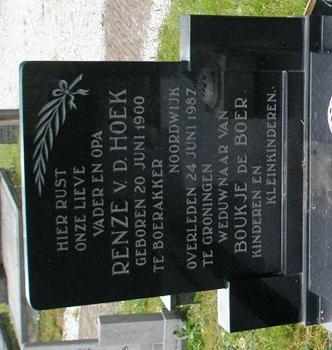 HIER RUST
ONZE LIEVE
VADER EN OPA
RENZE V. D. HOEK
GEBOREN 20 JUNI 1900
TE BOERAKKER
NOORDWIJK
OVERLEDEN 24 JUNI 1987
TE GRONINGEN
WEDUWNAAR VAN
BOUKJE DE BOER
KINDEREN EN
KLEINKINDEREN.